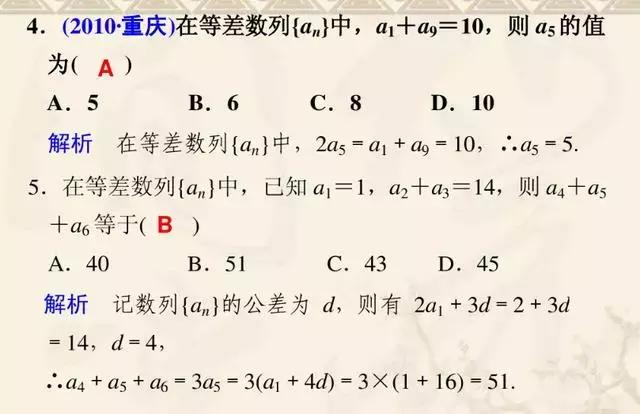 4．(2010·重庆)在等差数列{aₙ}中，a₁＋a₉＝10，则 a₅的值
为( A )
A．5 B．6 C．8 D．10
解析 在等差数列{aₙ}中，2a₅＝a₁＋a₉＝10，∴a₅＝5.
5．在等差数列{aₙ}中，已知 a₁＝1，a₂＋a₃＝14，则 a₄＋a₅
＋a₆等于( B )
A．40 B．51 C．43 D．45
解析 记数列{aₙ}的公差为 d，则有 2a₁＋3d＝2＋3d
＝14，d＝4，
∴a₄＋a₅＋a₆＝3a₅＝3(a₁＋4d)＝3×(1＋16)＝51.